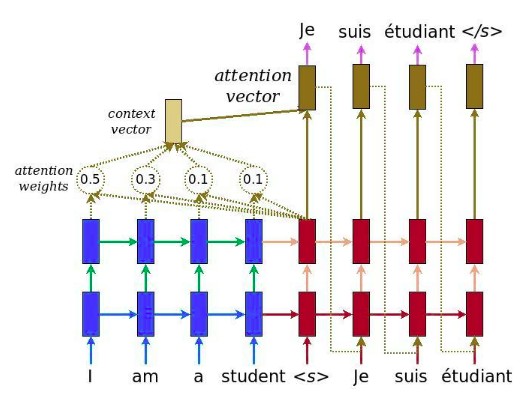 Je suis étudiant </s>
attention
vector
context
vector
attention
weights
0.5 0.3 0.1 0.1
I am a student <s> Je suis étudiant